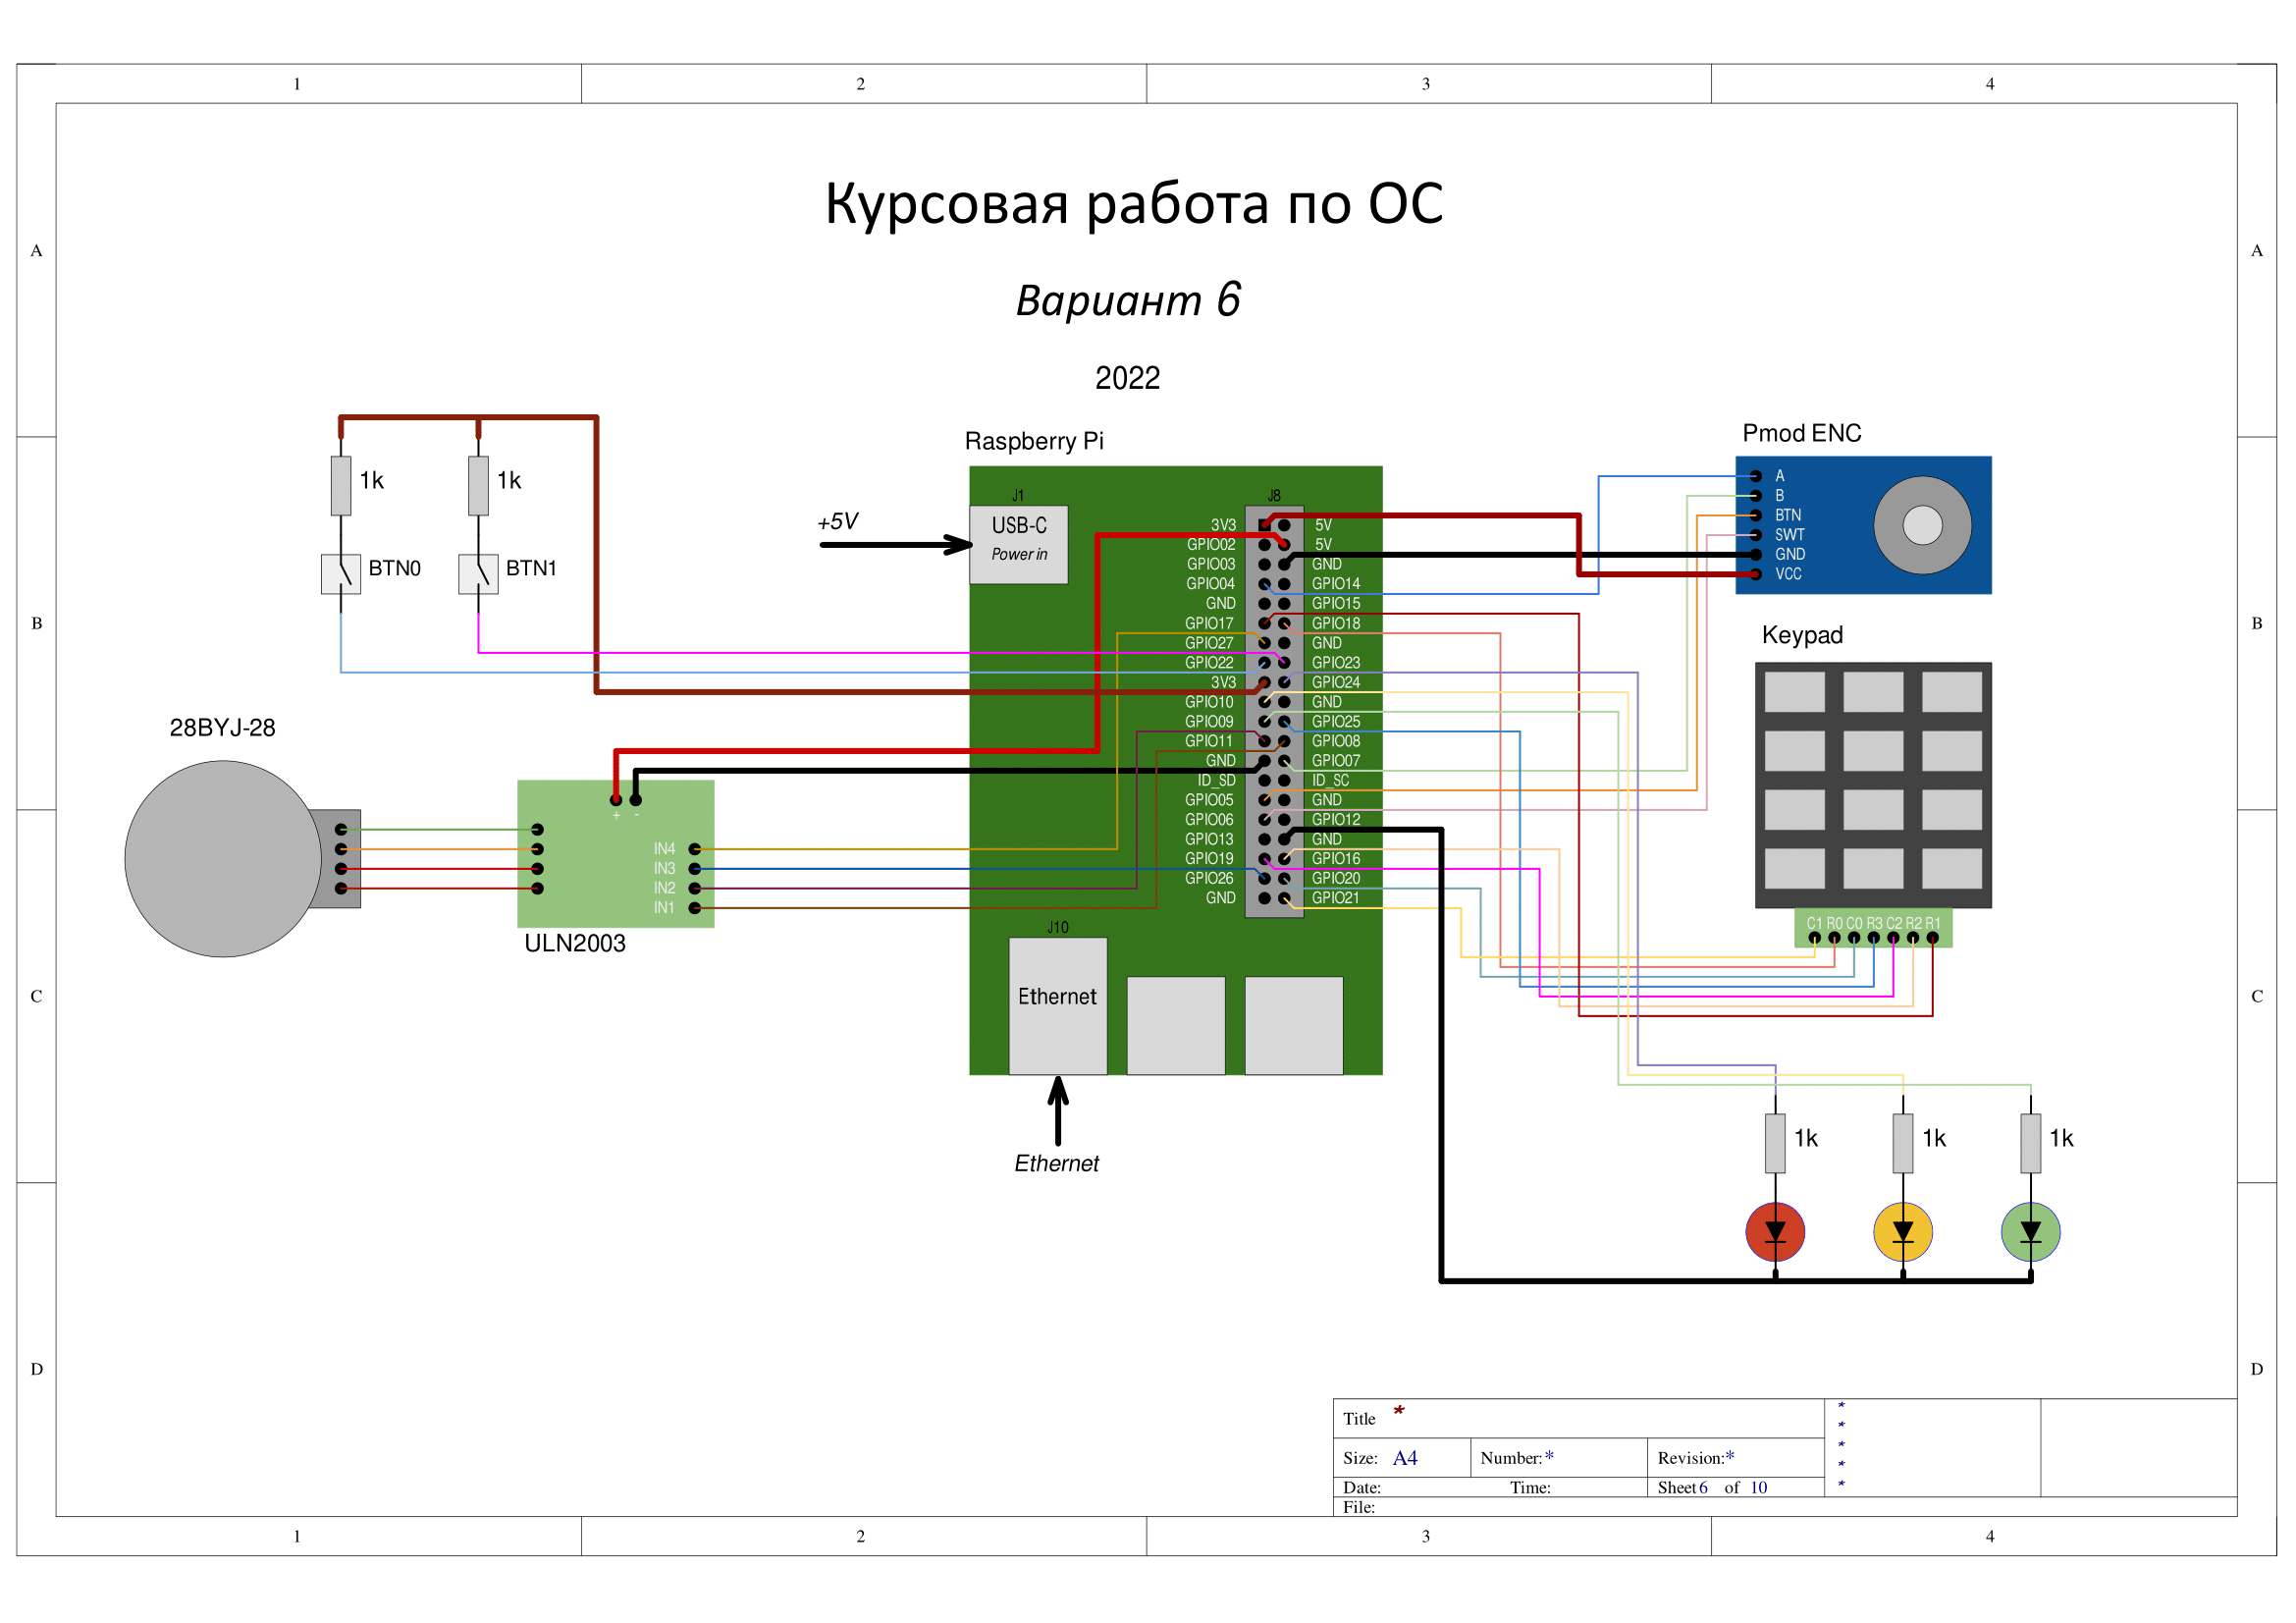 1 2 3 4
A A
Курсовая работа по ОС
Вариант 6
2022
Raspberry Pi
Pmod ENC
1k 1k
BTN0 BTN1
+5V
J1
USB-C
Power in
J8
3V3 5V
GPIO02 5V
GPIO03 GND
GPIO04 GPIO14
GND GPIO15
GPIO17 GPIO18
GPIO27 GND
GPIO22 GPIO23
3V3 GPIO24
GPIO10 GND
GPIO09 GPIO25
GPIO11 GPIO08
GND GPIO07
ID_SD ID_SC
GPIO05 GND
GPIO06 GPIO12
GPIO13 GND
GPIO19 GPIO16
GPIO26 GPIO20
GND GPIO21
A
B
BTN
SWT
GND
VCC
B B
Keypad
C1 R0 C0 R3 C2 R2 R1
28BYJ-28
+ -
IN4
IN3
IN2
IN1
ULN2003
J10
Ethernet
Ethernet
C C
1k 1k 1k
D D
Title *
Size: A4 Number:* Revision:*
Date: Time: Sheet 6 of 10
File:
*
*
*
*
*
1 2 3 4